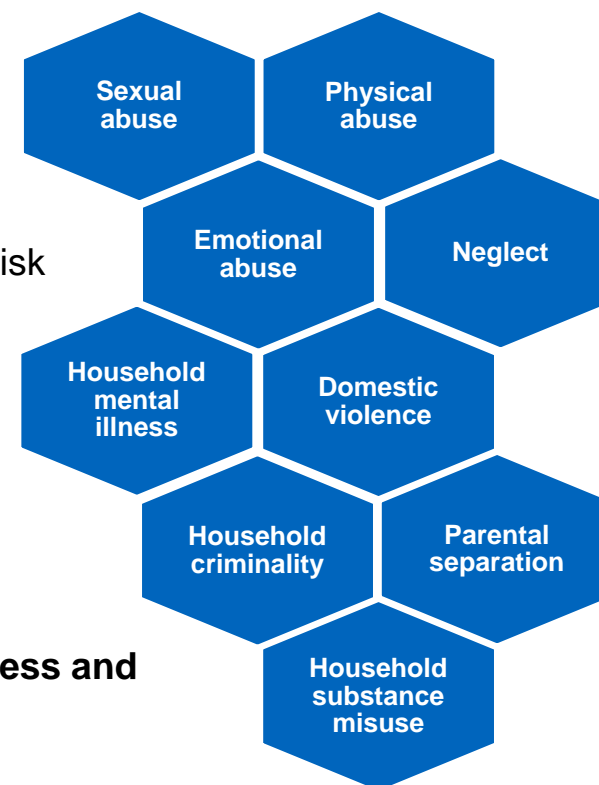 Sexual
abuse
Physical
abuse
Emotional
abuse
Neglect
isk
Household
mental
illness
Domestic
violence
Household
criminality
Parental
separation
ess and
Household
substance
misuse